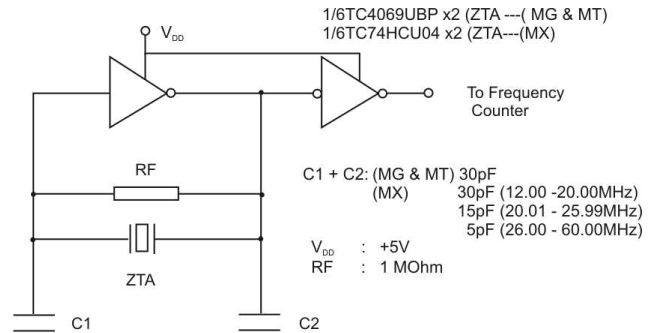 1/6TC4069UBP x2 (ZTA ---( MG & MT)
1/6TC74HCU04 x2 (ZTA---(MX)
VDD
To Frequency
Counter
RF
C1 + C2: (MG & MT) 30pF
(MX) 30pF (12.00 -20.00MHz)
15pF (20.01 - 25.99MHz)
5pF (26.00 - 60.00MHz)
VDD : +5V
RF : 1 MOhm
ZTA
C1
C2